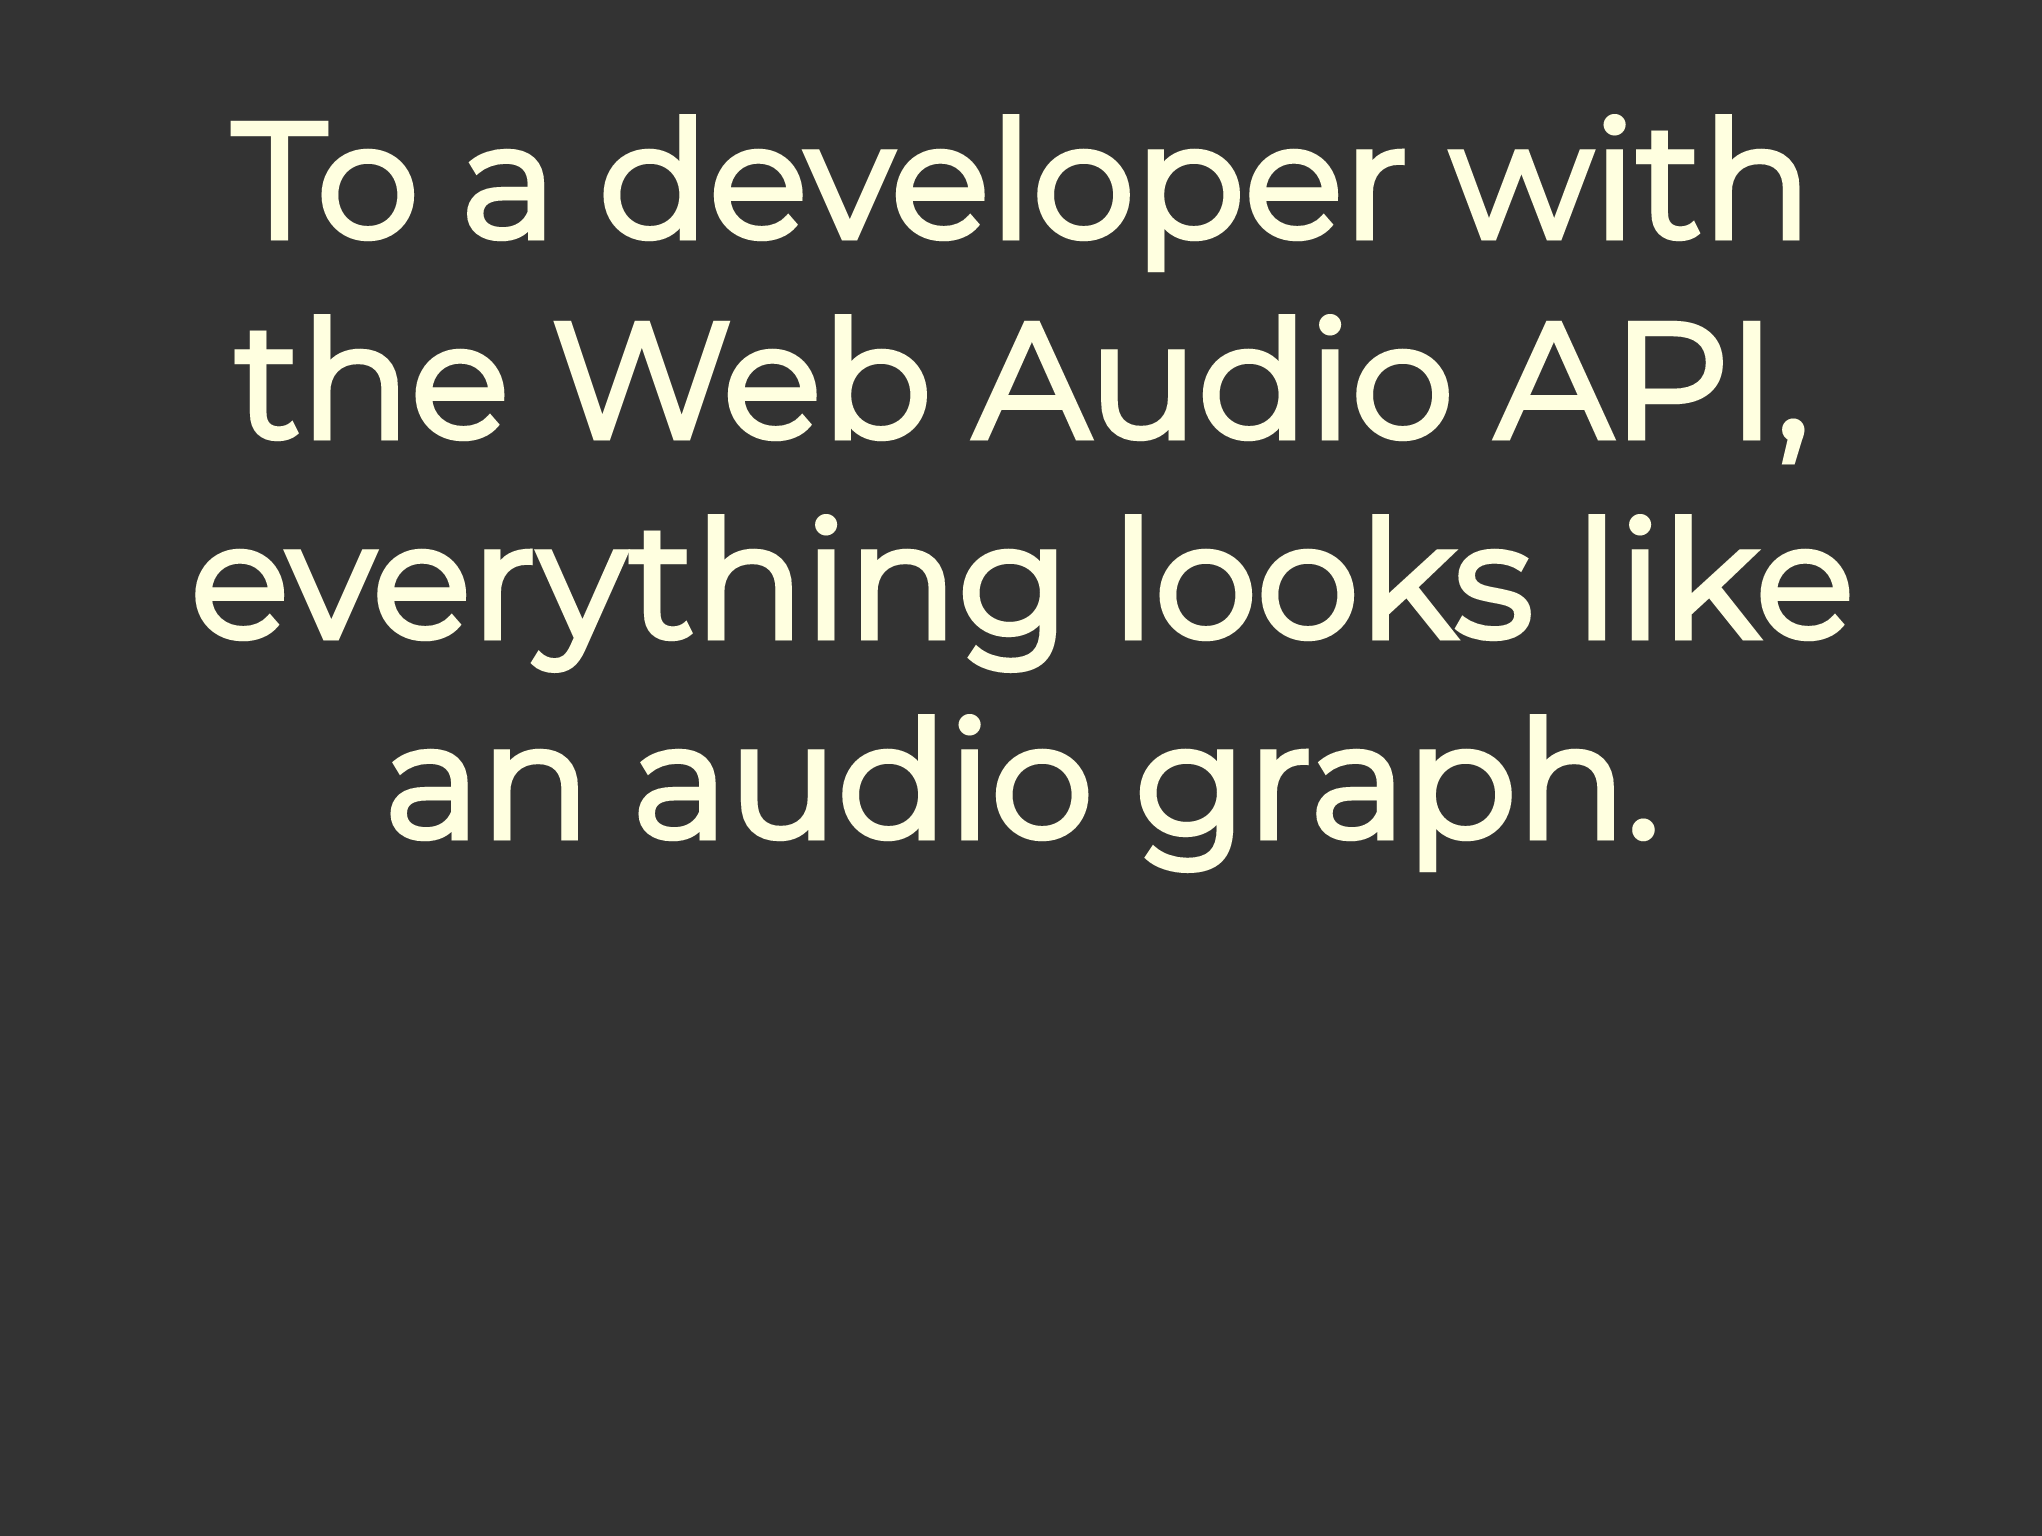 To a developer with
the Web Audio API,
everything looks like
an audio graph.